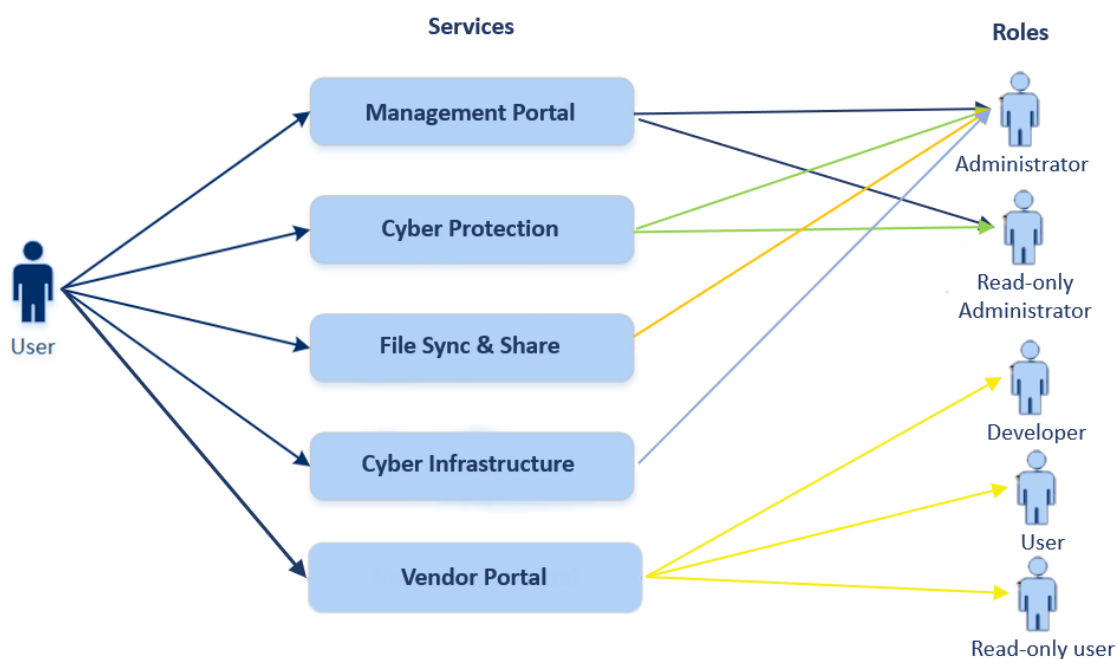 Services
Roles
Management Portal
Administrator
Cyber Protection
Read-only
Administrator
User
File Sync & Share
Developer
Cyber Infrastructure
User
Vendor Portal
Read-only user